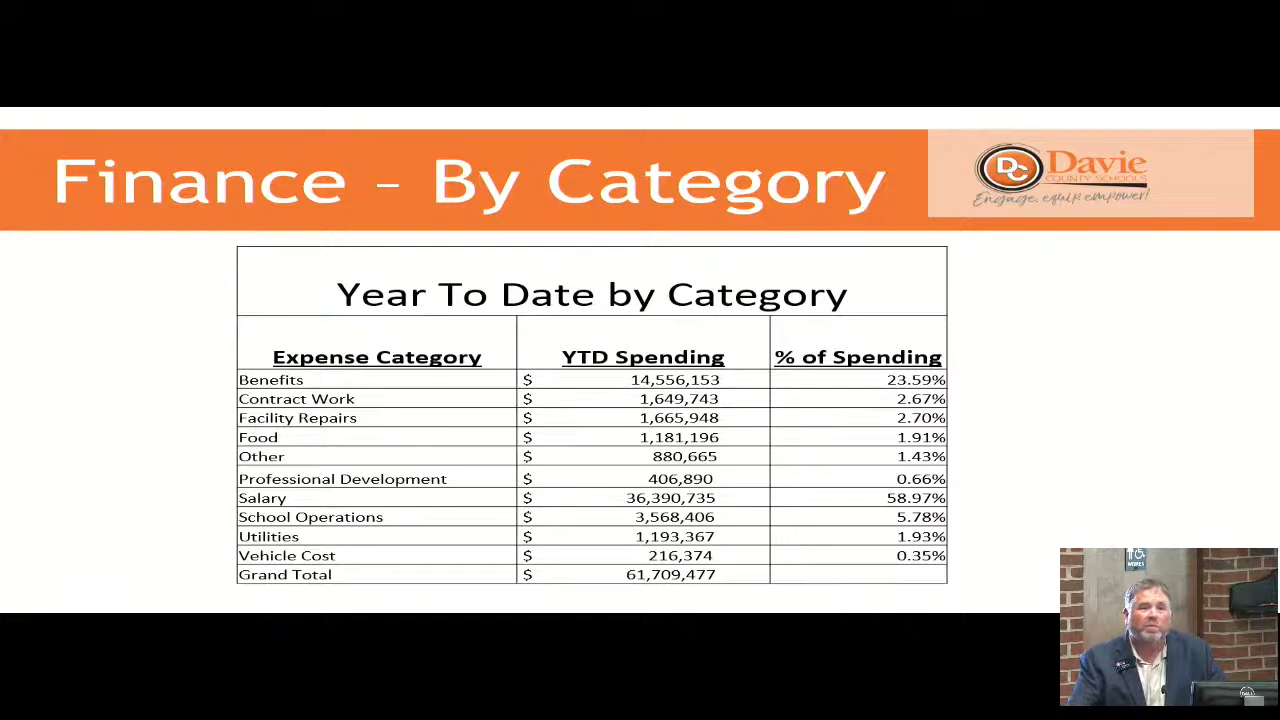 Finance - By Category
DC Davie
COUNTY SCHOOLS
Engage, equip, empower!
Year To Date by Category
Expense Category YTD Spending % of Spending
Benefits $ 14,556,153 23.59%
Contract Work $ 1,649,743 2.67%
Facility Repairs $ 1,665,948 2.70%
Food $ 1,181,196 1.91%
Other $ 880,665 1.43%
Professional Development $ 406,890 0.66%
Salary $ 36,390,735 58.97%
School Operations $ 3,568,406 5.78%
Utilities $ 1,193,367 1.93%
Vehicle Cost $ 216,374 0.35%
Grand Total $ 61,709,477